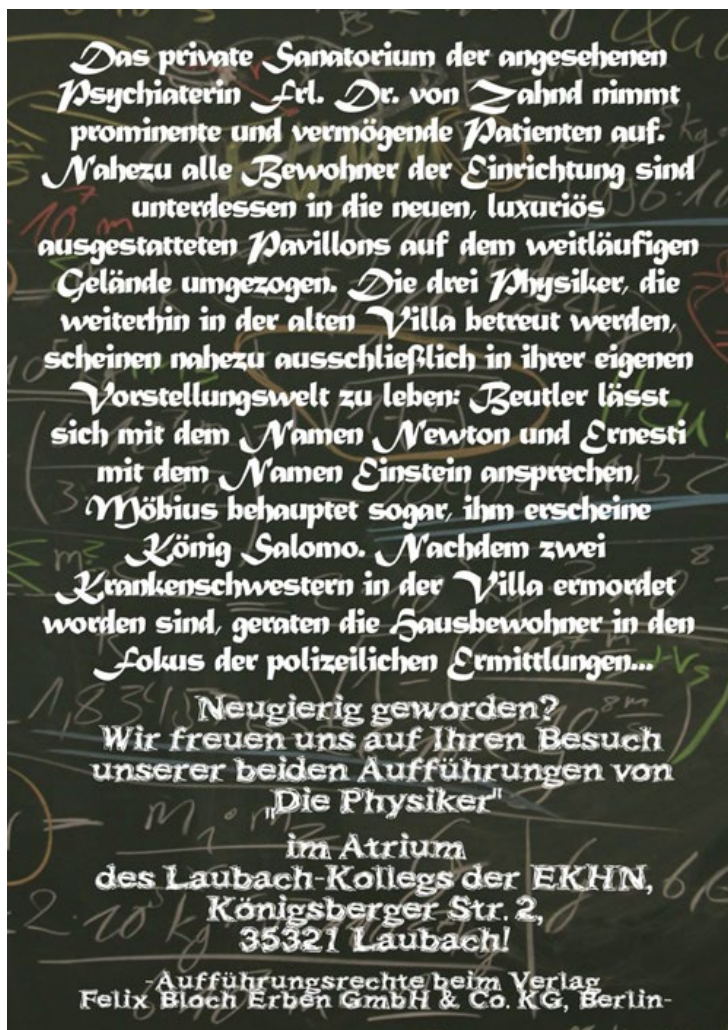 Das private Sanatorium der angesehenen
Psychiaterin Frl. Dr. von Zahnd nimmt
prominente und vermögende Patienten auf.
Nahezu alle Bewohner der Einrichtung sind
unterdessen in die neuen, luxuriös
ausgestatteten Pavillons auf dem weitläufigen
Gelände umgezogen. Die drei Physiker, die
weiterhin in der alten Villa betreut werden,
scheinen nahezu ausschließlich in ihrer eigenen
Vorstellungswelt zu leben: Beutler lässt
sich mit dem Namen Newton und Ernesti
mit dem Namen Einstein ansprechen,
Möbius behauptet sogar, ihm erscheine
König Salomo. Nachdem zwei
Krankenschwestern in der Villa ermordet
worden sind, geraten die Hausbewohner in den
Fokus der polizeilichen Ermittlungen...
Neugierig geworden?
Wir freuen uns auf Ihren Besuch
unserer beiden Aufführungen von
„Die Physiker"
im Atrium
des Laubach-Kollegs der EKHN,
Königsberger Str. 2,
35321 Laubach!
-Aufführungsrechte beim Verlag
Felix Bloch Erben GmbH & Co. KG, Berlin-